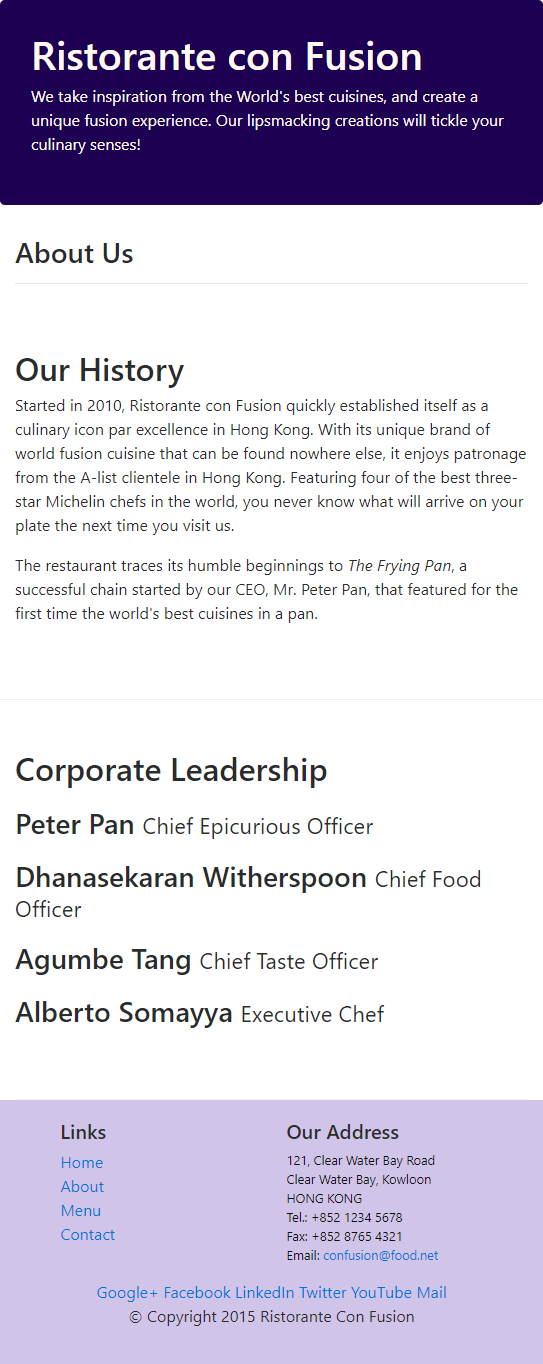 Ristorante con Fusion
We take inspiration from the World's best cuisines, and create a
unique fusion experience. Our lipsmacking creations will tickle your
culinary senses!
About Us
Our History
Started in 2010, Ristorante con Fusion quickly established itself as a
culinary icon par excellence in Hong Kong. With its unique brand of
world fusion cuisine that can be found nowhere else, it enjoys patronage
from the A-list clientele in Hong Kong. Featuring four of the best three-
star Michelin chefs in the world, you never know what will arrive on your
plate the next time you visit us.
The restaurant traces its humble beginnings to The Frying Pan, a
successful chain started by our CEO, Mr. Peter Pan, that featured for the
first time the world's best cuisines in a pan.
Corporate Leadership
Peter Pan Chief Epicurious Officer
Dhanasekaran Witherspoon Chief Food
Officer
Agumbe Tang Chief Taste Officer
Alberto Somayya Executive Chef
Links
Home
About
Menu
Contact
Our Address
121, Clear Water Bay Road
Clear Water Bay, Kowloon
HONG KONG
Tel.: +852 1234 5678
Fax: +852 8765 4321
Email: confusion@food.net
Google+ Facebook LinkedIn Twitter YouTube Mail
© Copyright 2015 Ristorante Con Fusion